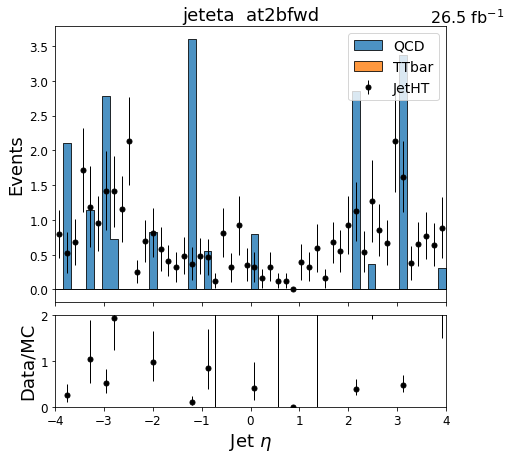 jeteta  at2bfwd
26.5 fb⁻¹
QCD
TTbar
JetHT
Events
3.5
3.0
2.5
2.0
1.5
1.0
0.5
0.0
Data/MC
2
1
0
−4 −3 −2 −1 0 1 2 3 4
Jet η